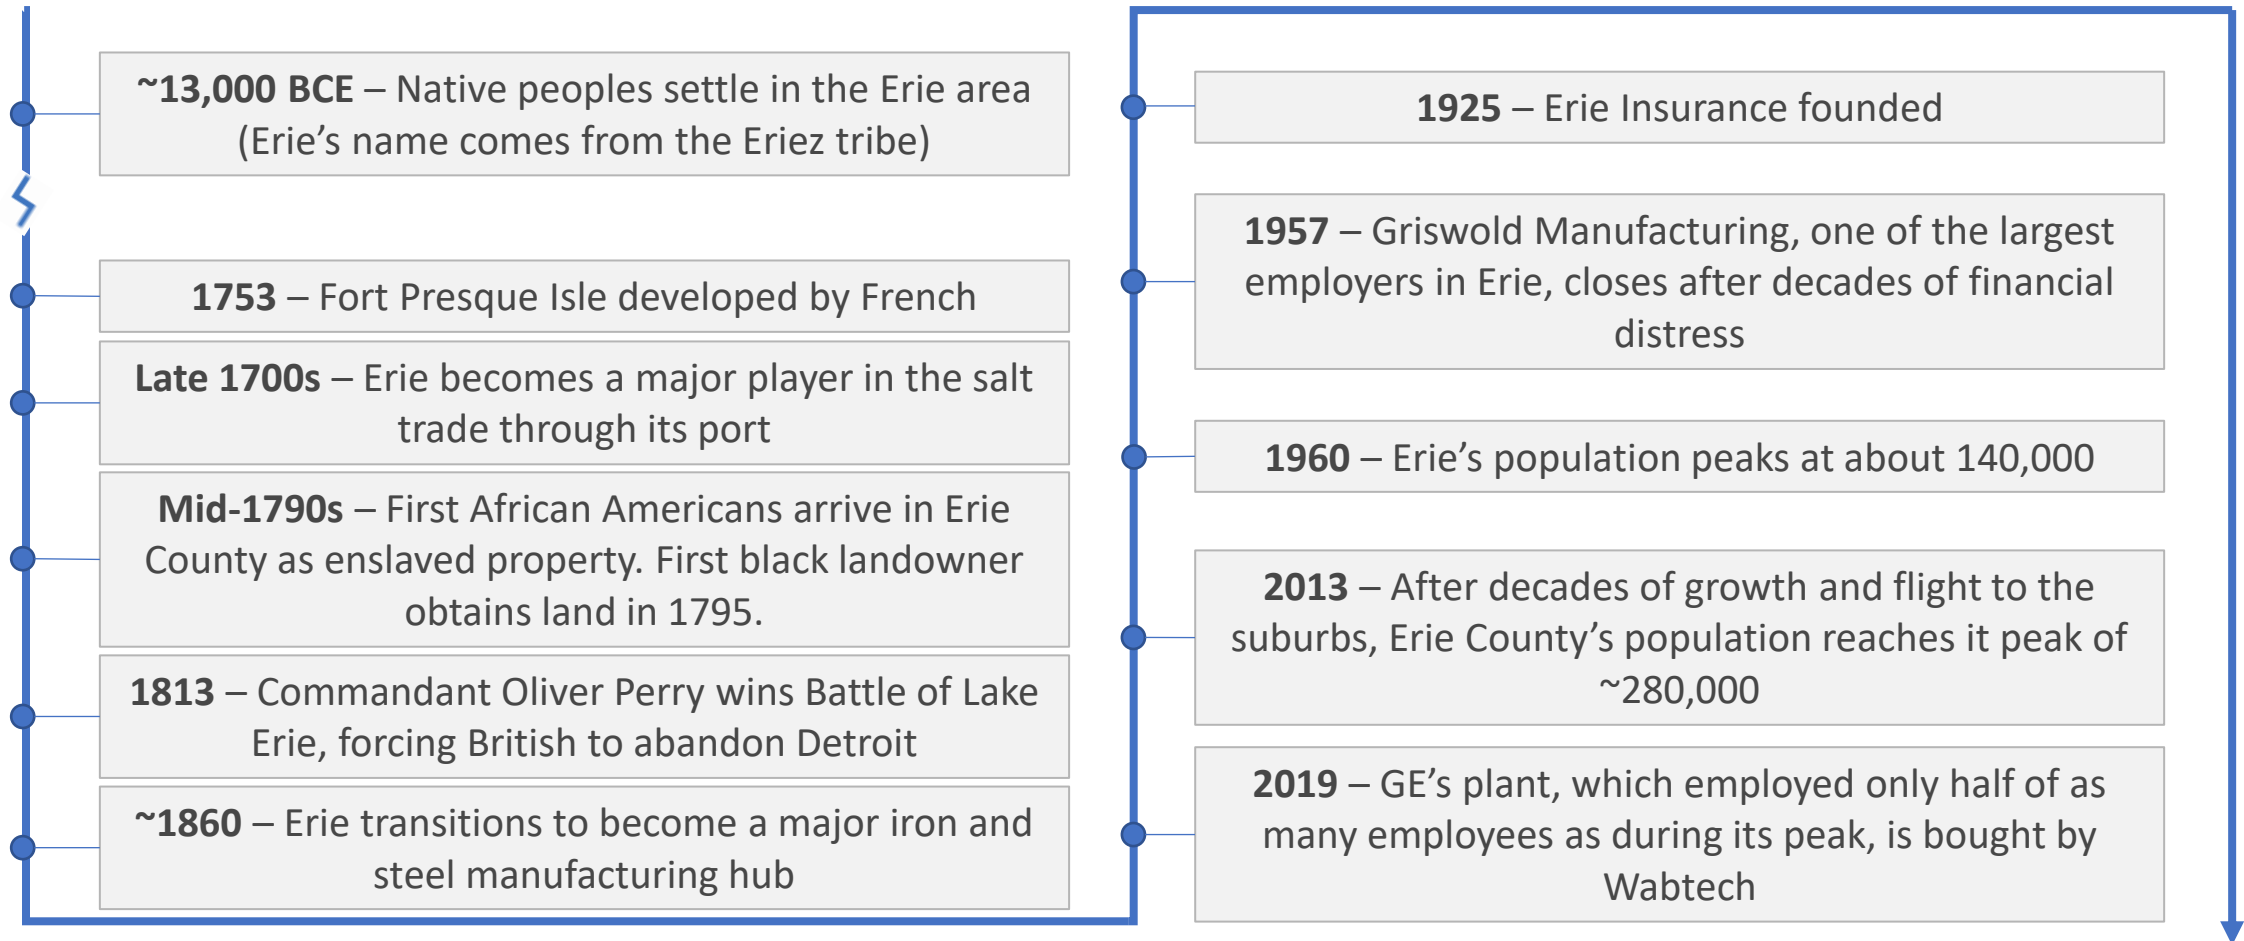 ~13,000 BCE – Native peoples settle in the Erie area
(Erie’s name comes from the Eriez tribe)
1753 – Fort Presque Isle developed by French
Late 1700s – Erie becomes a major player in the salt
trade through its port
Mid-1790s – First African Americans arrive in Erie
County as enslaved property. First black landowner
obtains land in 1795.
1813 – Commandant Oliver Perry wins Battle of Lake
Erie, forcing British to abandon Detroit
~1860 – Erie transitions to become a major iron and
steel manufacturing hub
1925 – Erie Insurance founded
1957 – Griswold Manufacturing, one of the largest
employers in Erie, closes after decades of financial
distress
1960 – Erie’s population peaks at about 140,000
2013 – After decades of growth and flight to the
suburbs, Erie County’s population reaches it peak of
~280,000
2019 – GE’s plant, which employed only half of as
many employees as during its peak, is bought by
Wabtech